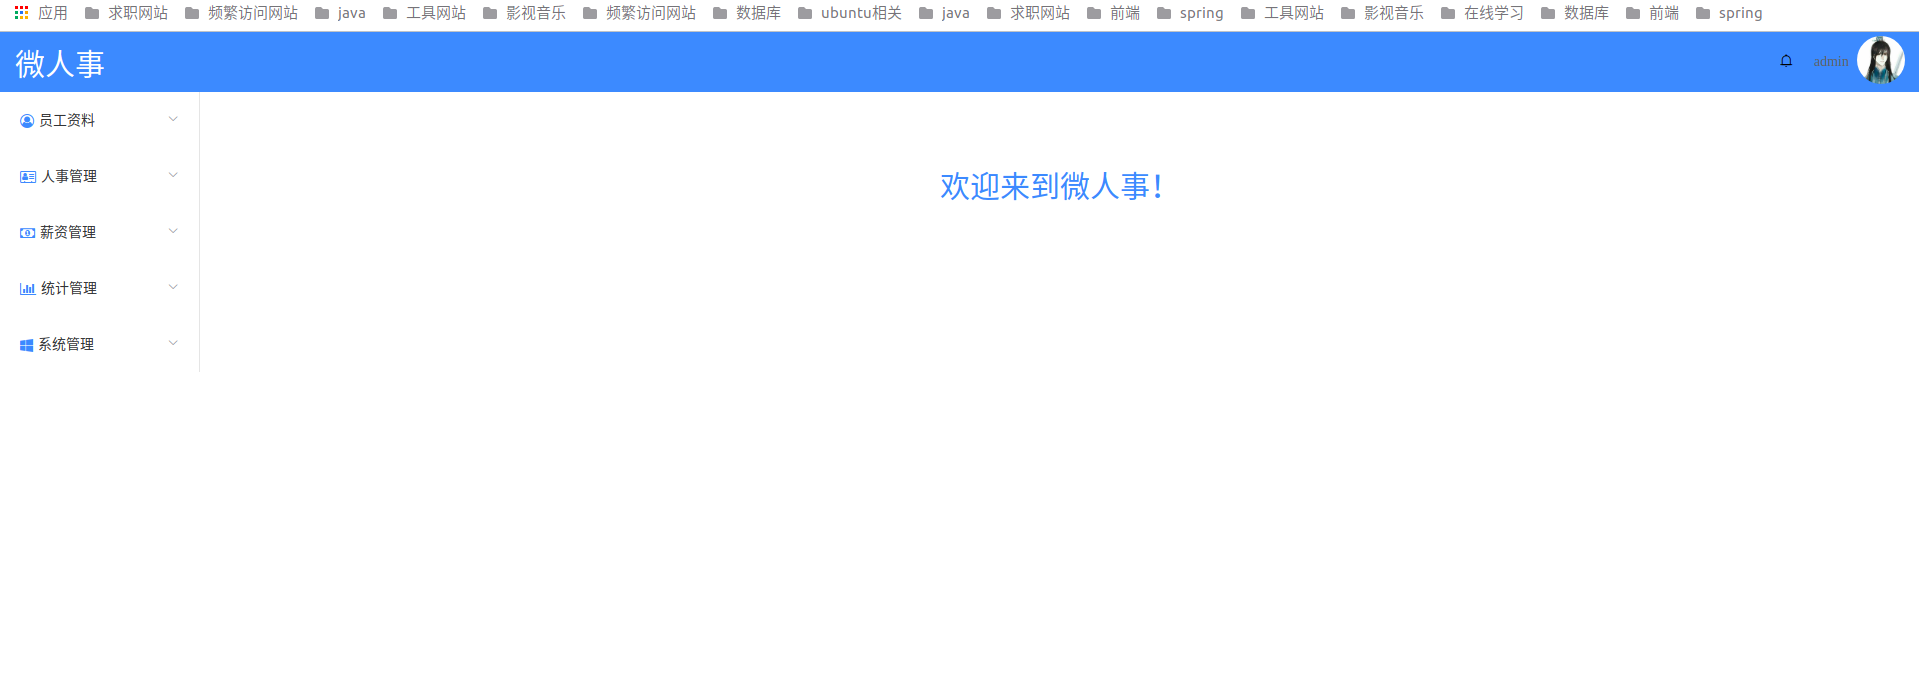 应用 求职网站 频繁访问网站 java 工具网站 影视音乐 频繁访问网站 数据库 ubuntu相关 java 求职网站 前端 spring 工具网站 影视音乐 在线学习 数据库 前端 spring
微人事 admin
员工资料
人事管理
欢迎来到微人事!
薪资管理
统计管理
系统管理